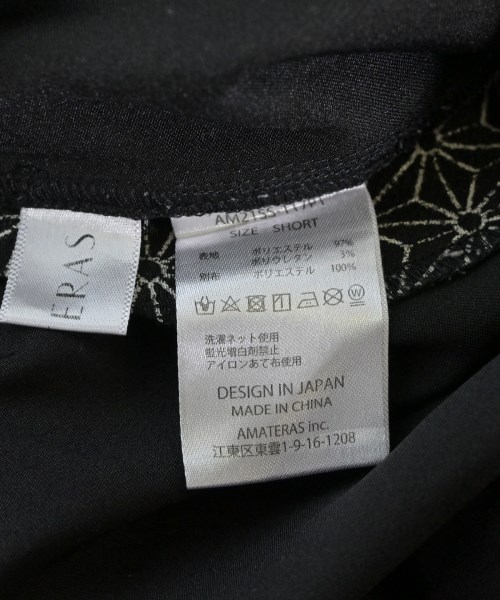 ERAS
SIZE SHORT
表地 ポリエステル 97%
ポリウレタン 3%
別布 ポリエステル 100%
洗濯ネット使用
蛍光増白剤禁止
アイロンあて布使用
DESIGN IN JAPAN
MADE IN CHINA
AMATERAS inc.
江東区東雲1-9-16-1208